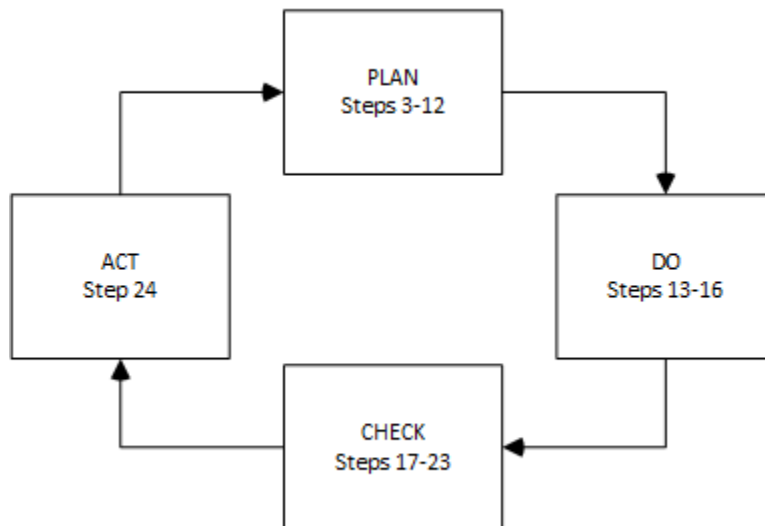 PLAN
Steps 3-12
DO
Steps 13-16
CHECK
Steps 17-23
ACT
Step 24